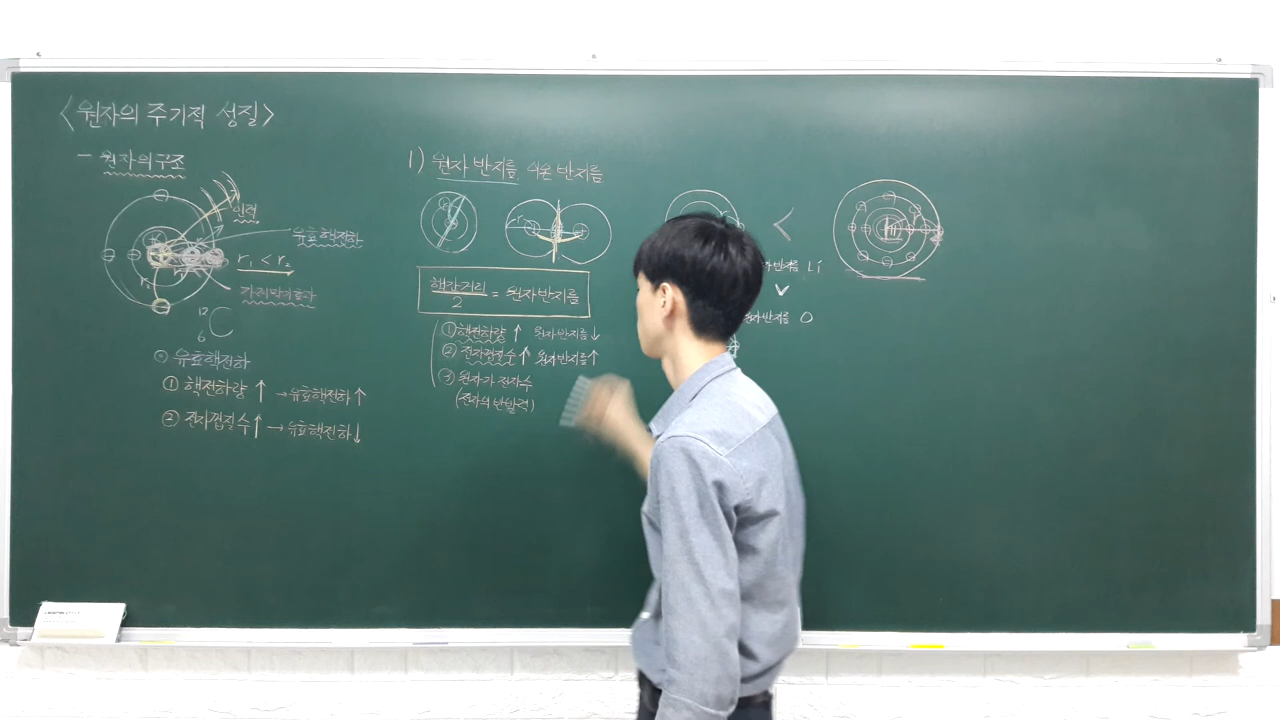 <원자의 주기적 성질>
- 원자의구조
인력
유효핵전하
r₁ < r₂
가려막기효과
12
6 C
⊙ 유효핵전하
① 핵전하량 ↑ → 유효핵전하 ↑
② 전자껍질수 ↑ → 유효핵전하 ↓
1) 원자 반지름 이온 반지름
r
핵간거리
2
= 원자반지름
① 핵전하량 ↑ 원자반지름 ↓
② 전자껍질수 ↑ 원자반지름 ↑
③ 원자가 전자수
(전자의 반발력)
<
반지름 Li
∨
원자반지름 O